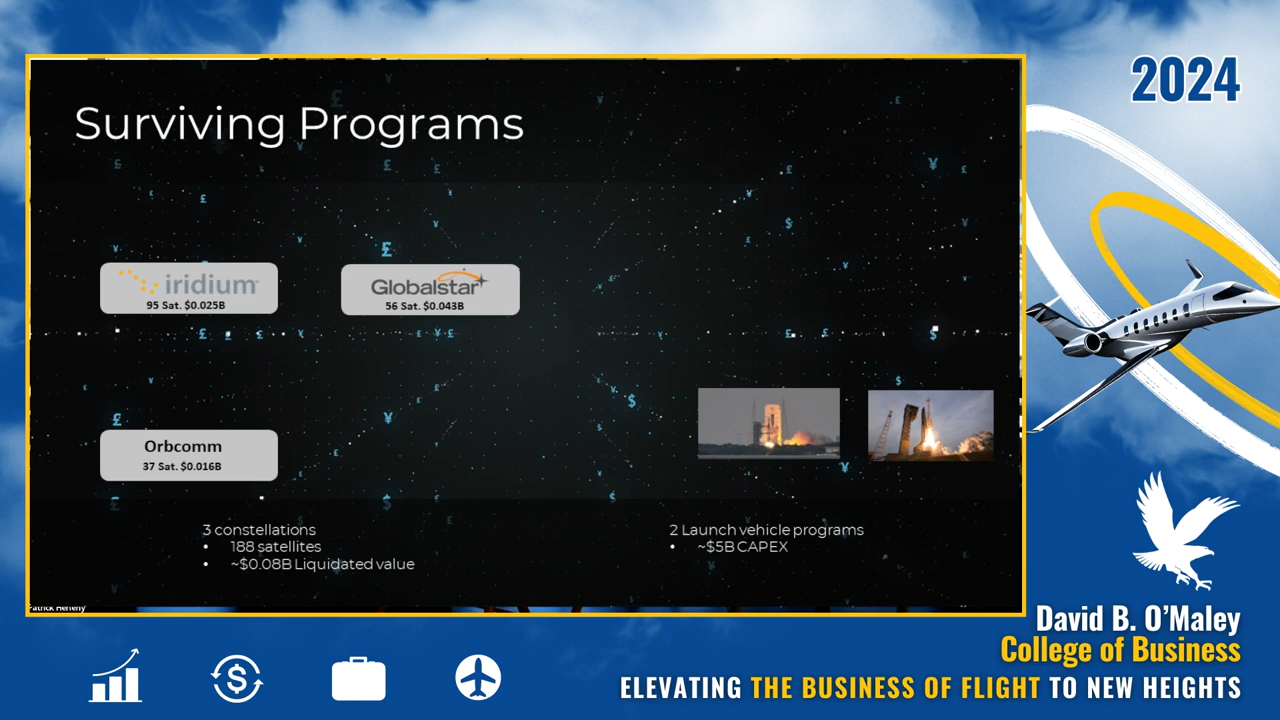 2024
Surviving Programs
iridium
95 Sat. $0.025B
Globalstar
56 Sat. $0.043B
Orbcomm
37 Sat. $0.016B
3 constellations
• 188 satellites
• ~$0.08B Liquidated value
2 Launch vehicle programs
• ~$5B CAPEX
David B. O'Maley
College of Business
ELEVATING THE BUSINESS OF FLIGHT TO NEW HEIGHTS